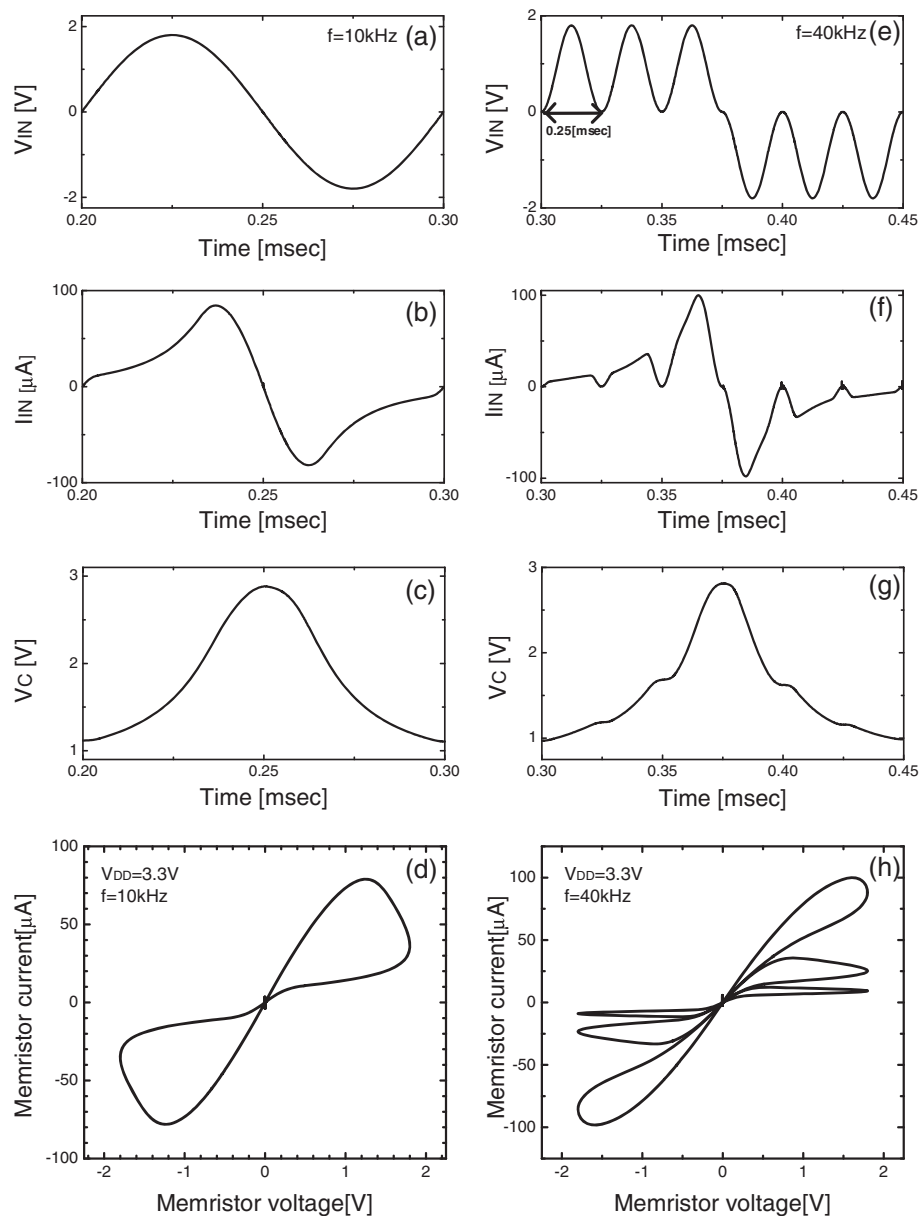 (a)
f=10kHz
VIN [V]
2
0
-2
0.20 0.25 0.30
Time [msec]
(e)
f=40kHz
VIN [V]
2
0
-2
0.25[msec]
0.30 0.35 0.40 0.45
Time [msec]
(b)
IIN [μA]
100
0
-100
0.20 0.25 0.30
Time [msec]
(f)
IIN [μA]
100
0
-100
0.30 0.35 0.40 0.45
Time [msec]
(c)
VC [V]
3
2
1
0.20 0.25 0.30
Time [msec]
(g)
VC [V]
3
2
1
0.30 0.35 0.40 0.45
Time [msec]
(d)
VDD=3.3V
f=10kHz
Memristor current[μA]
100
50
0
-50
-100
-2 -1 0 1 2
Memristor voltage[V]
(h)
VDD=3.3V
f=40kHz
Memristor current[μA]
100
50
0
-50
-100
-2 -1 0 1 2
Memristor voltage[V]